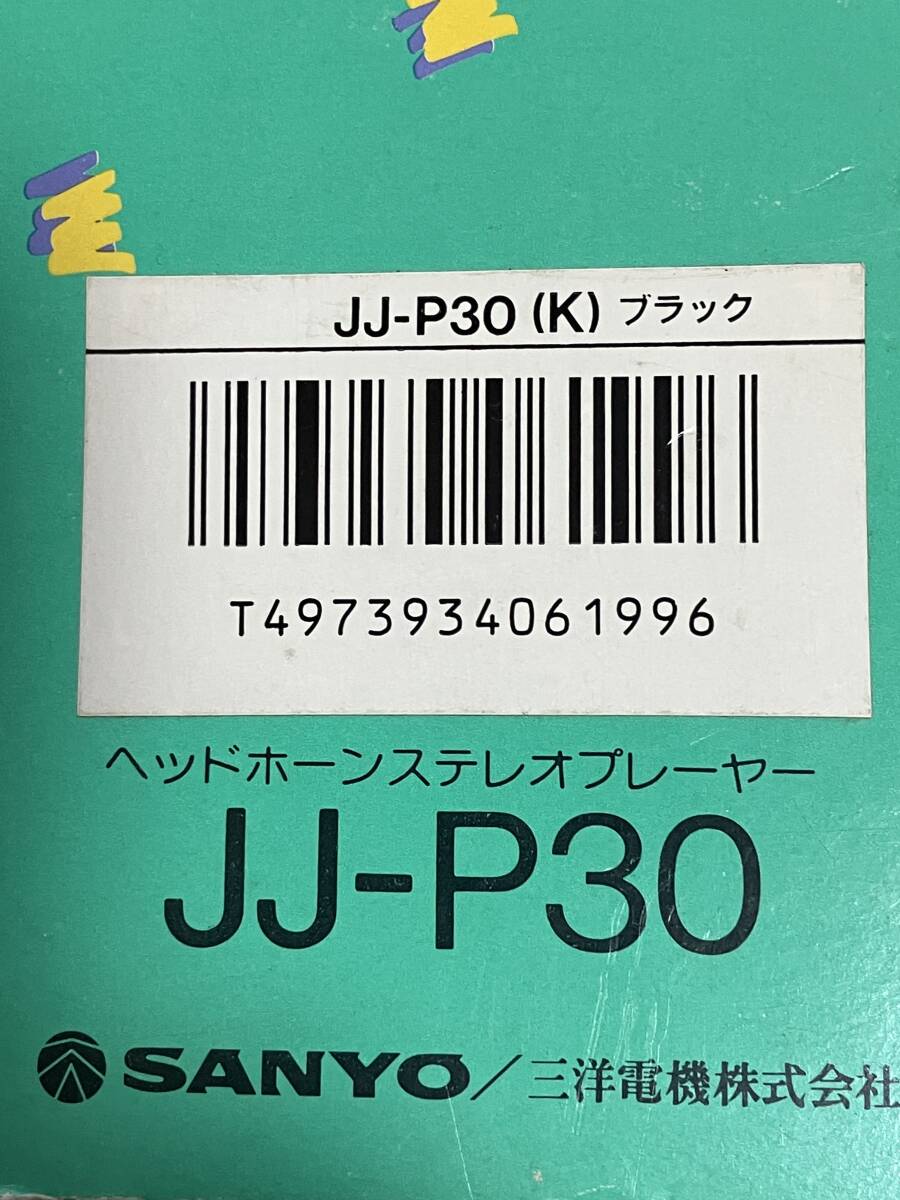 JJ-P30 (K) ブラック
T4973934061996
ヘッドホーンステレオプレーヤー
JJ-P30
SANYO/三洋電機株式会社